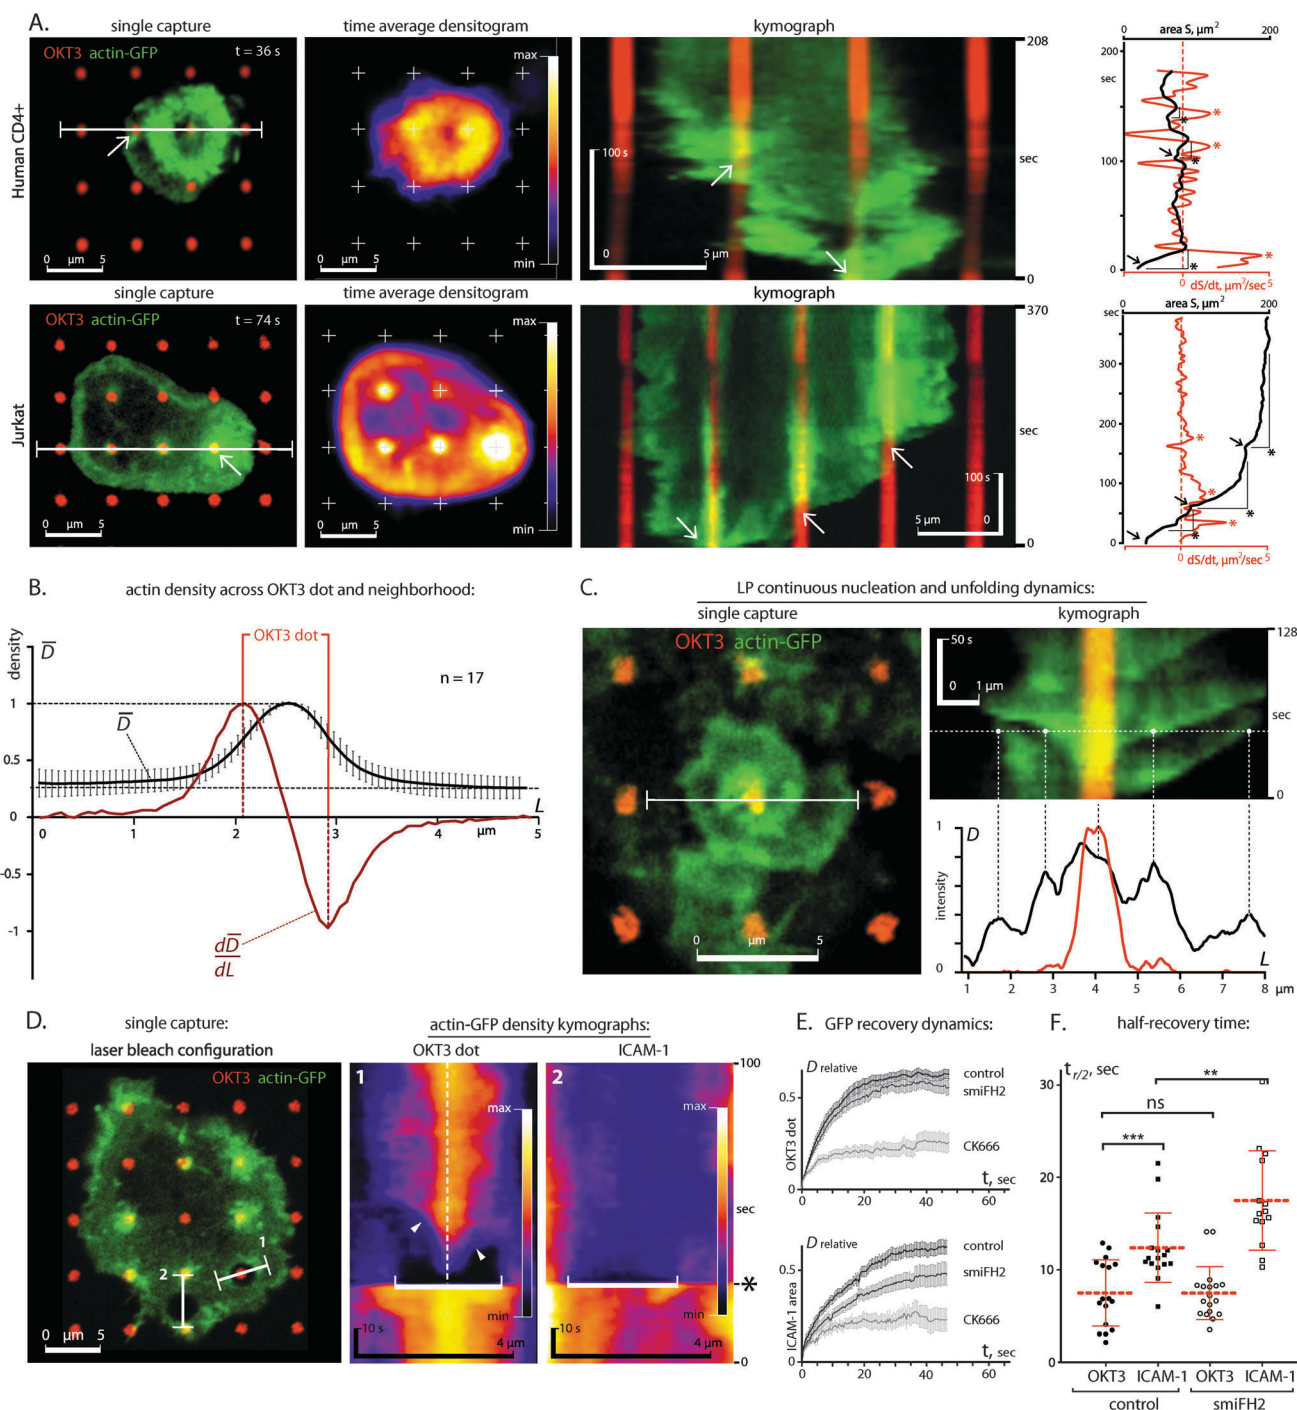 A.
single capture
time average densitogram
kymograph
area S, µm²
0 200
Human CD4+
OKT3 actin-GFP
t = 36 s
0 µm 5
max
min
0 µm 5
100 s
0
5 µm
208
sec
0
200
sec
100
0
* * * * * *
0 dS/dt, µm²/sec 5
single capture
time average densitogram
kymograph
area S, µm²
0 200
Jurkat
OKT3 actin-GFP
t = 74 s
0 µm 5
max
min
0 µm 5
100 s
5 µm 0
370
sec
0
sec
300
200
100
0
* * * * * *
0 dS/dt, µm²/sec 5
B.
actin density across OKT3 dot and neighborhood:
density
D
OKT3 dot
n = 17
D
1
0.5
0
-0.5
-1
L
0 1 2 3 µm 4 5
dD
dL
C.
LP continuous nucleation and unfolding dynamics:
single capture
kymograph
OKT3 actin-GFP
0 µm 5
50 s
0 1 µm
128
sec
0
D
1
intensity
0
L
1 2 3 4 5 6 7 8 µm
D.
single capture:
laser bleach configuration
OKT3 actin-GFP
1
2
0 µm 5
actin-GFP density kymographs:
OKT3 dot
ICAM-1
1
2
max
min
10 s
4 µm
max
min
10 s
4 µm
100
sec
*
0
E.
GFP recovery dynamics:
D relative
OKT3 dot
0.5
0
control
smiFH2
CK666
t, sec
0 20 40 60
D relative
ICAM-1 area
0.5
0
control
smiFH2
CK666
t, sec
0 20 40 60
F.
half-recovery time:
t r/2, sec
30
20
10
0
**
ns
***
OKT3 ICAM-1 OKT3 ICAM-1
control smiFH2